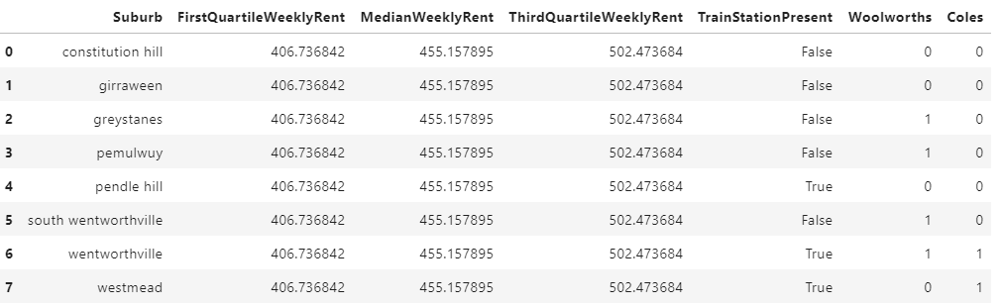 Suburb FirstQuartileWeeklyRent MedianWeeklyRent ThirdQuartileWeeklyRent TrainStationPresent Woolworths Coles
0 constitution hill 406.736842 455.157895 502.473684 False 0 0
1 girraween 406.736842 455.157895 502.473684 False 0 0
2 greystanes 406.736842 455.157895 502.473684 False 1 0
3 pemulwuy 406.736842 455.157895 502.473684 False 1 0
4 pendle hill 406.736842 455.157895 502.473684 True 0 0
5 south wentworthville 406.736842 455.157895 502.473684 False 1 0
6 wentworthville 406.736842 455.157895 502.473684 True 1 1
7 westmead 406.736842 455.157895 502.473684 True 0 1